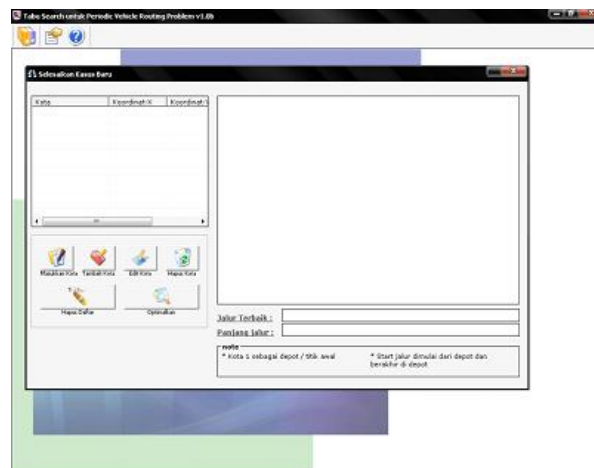 Tabu Search untuk Periodic Vehicle Routing Problem v1.0b
Selesaikan Kasus Baru
Kota Koordinat-X Koordinat-Y
Masukkan Kota Tambah Kota Edit Kota Hapus Kota
Hapus Daftar Optimalkan
Jalur Terbaik :
Panjang jalur :
nota
* Kota 1 sebagai depot / titik awal
* Start jalur dimulai dari depot dan
berakhir di depot